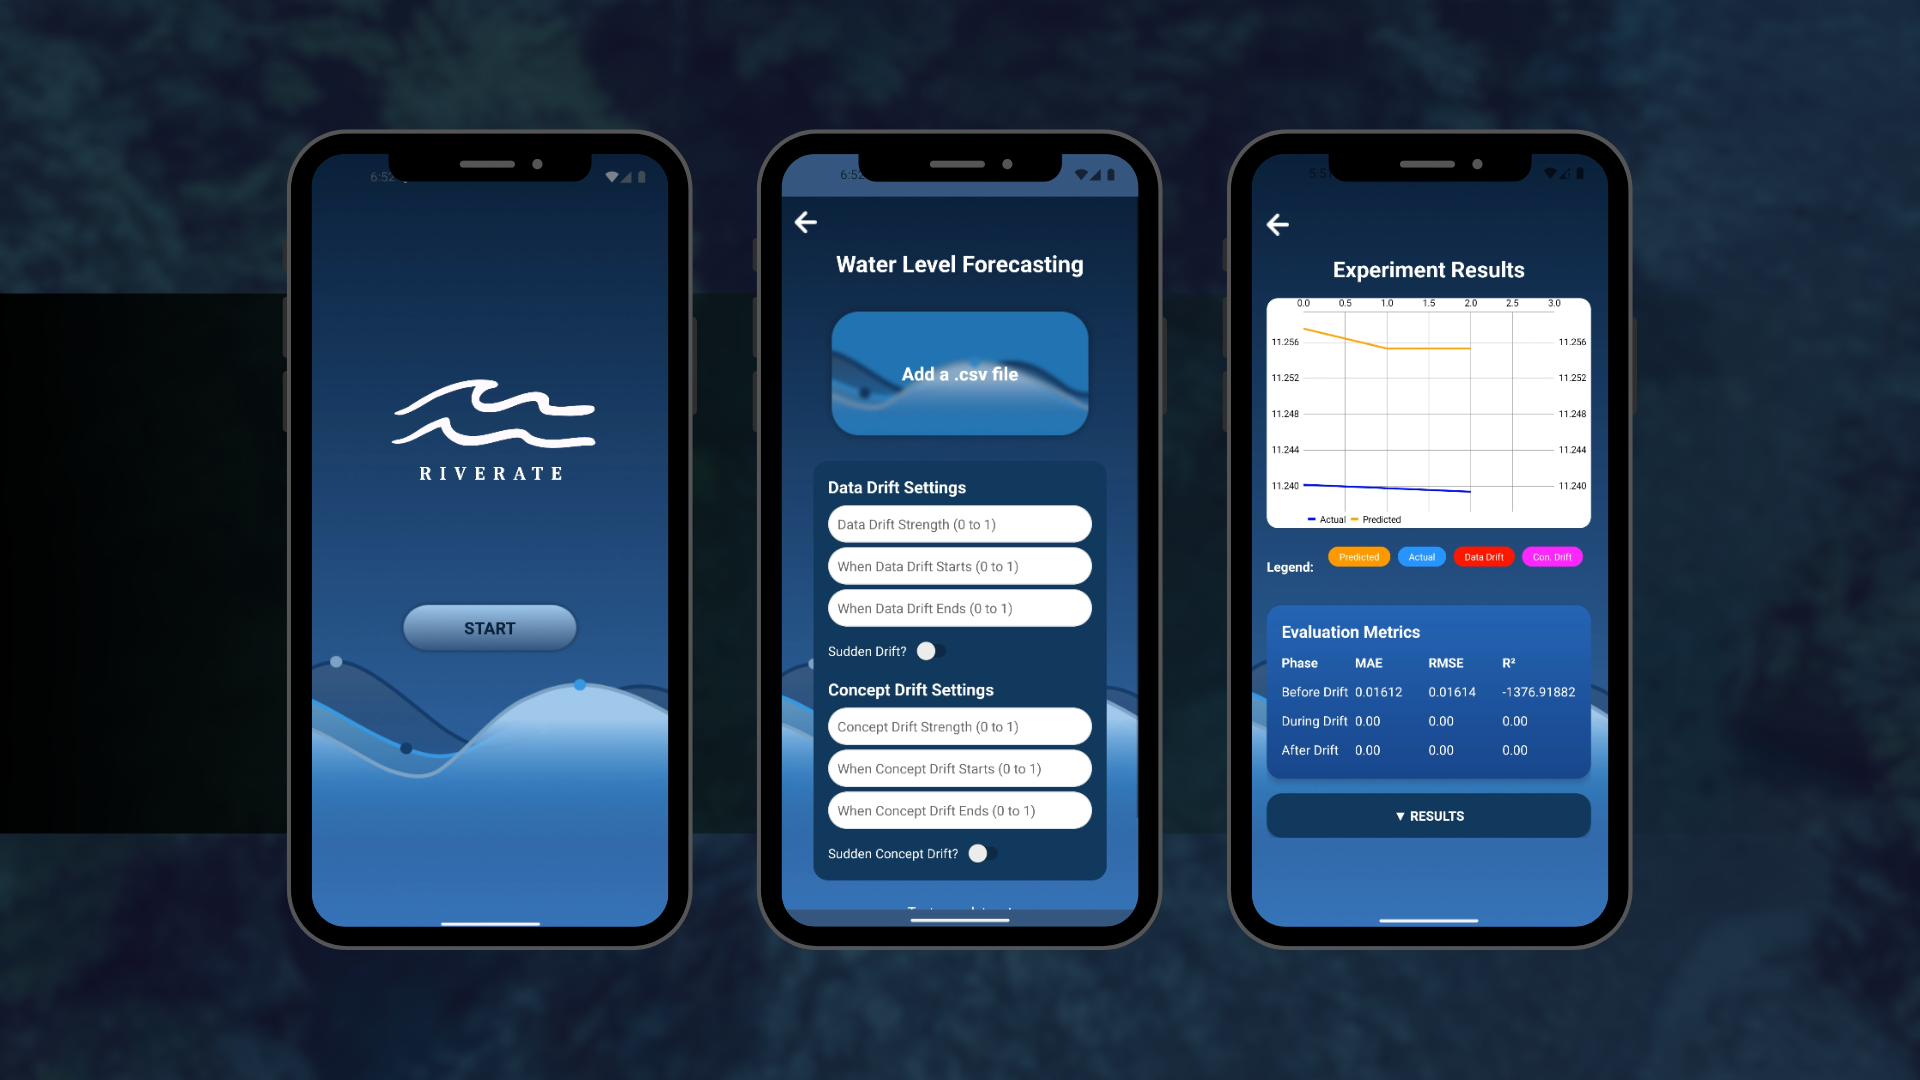 6:52
RIVERATE
START
6:52
Water Level Forecasting
Add a .csv file
Data Drift Settings
Data Drift Strength (0 to 1)
When Data Drift Starts (0 to 1)
When Data Drift Ends (0 to 1)
Sudden Drift?
Concept Drift Settings
Concept Drift Strength (0 to 1)
When Concept Drift Starts (0 to 1)
When Concept Drift Ends (0 to 1)
Sudden Concept Drift?
Experiment Results
0.0 0.5 1.0 1.5 2.0 2.5 3.0
11.256 11.256
11.252 11.252
11.248 11.248
11.244 11.244
11.240 11.240
Actual Predicted
Legend: Predicted Actual Data Drift Con. Drift
Evaluation Metrics
Phase MAE RMSE R²
Before Drift 0.01612 0.01614 -1376.91882
During Drift 0.00 0.00 0.00
After Drift 0.00 0.00 0.00
▼ RESULTS